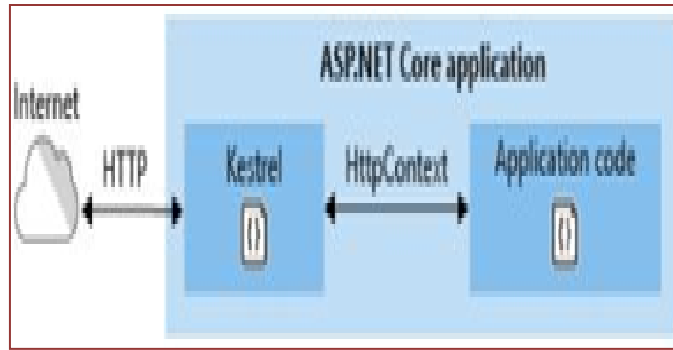 ASP.NET Core application
Internet
HTTP
Kestrel
HttpContext
Application code